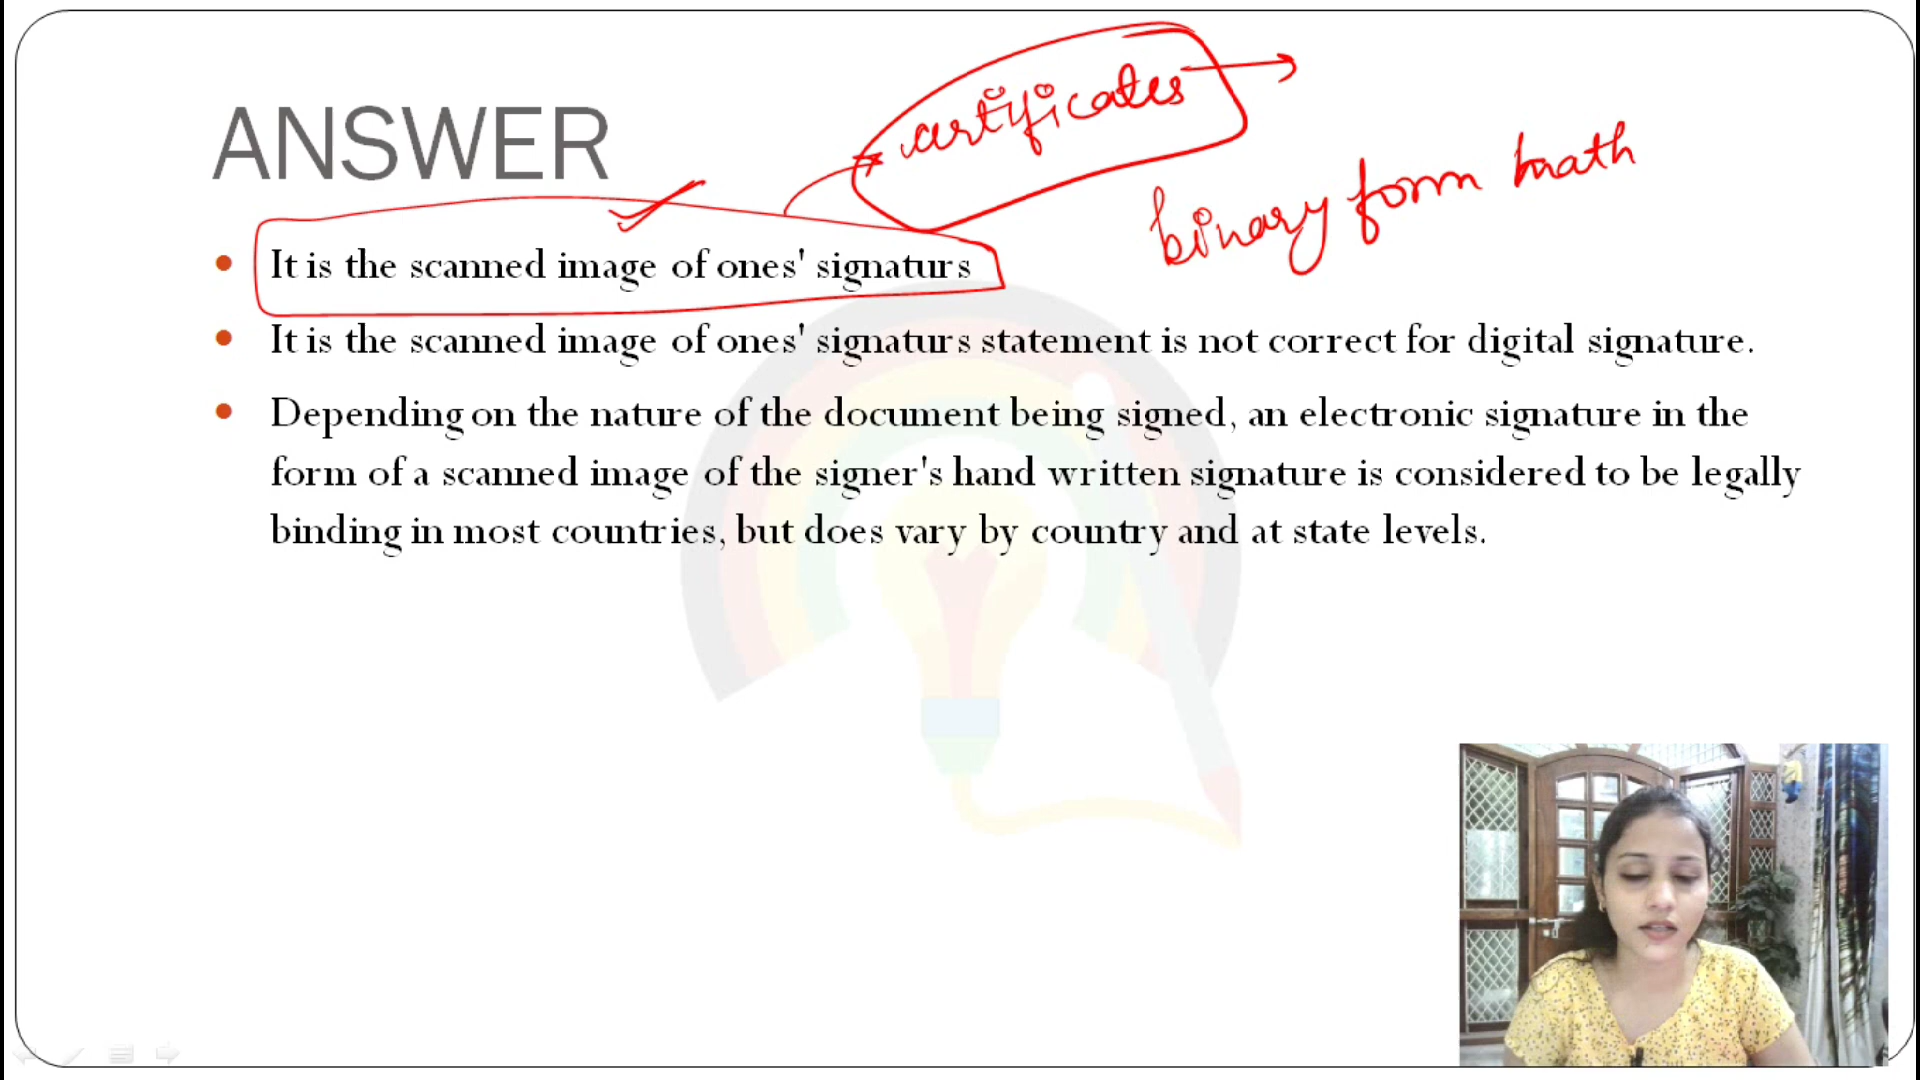 certificates
ANSWER
binary form math
It is the scanned image of ones' signaturs
It is the scanned image of ones' signaturs statement is not correct for digital signature.
Depending on the nature of the document being signed, an electronic signature in the
form of a scanned image of the signer's hand written signature is considered to be legally
binding in most countries, but does vary by country and at state levels.